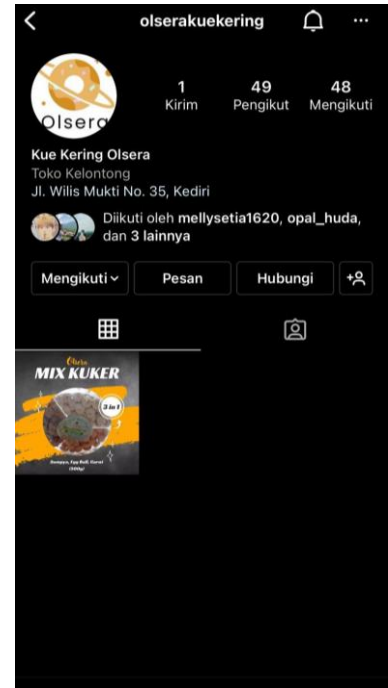 olserakuekering
Olsera
1
Kirim
49
Pengikut
48
Mengikuti
Kue Kering Olsera
Toko Kelontong
Jl. Wilis Mukti No. 35, Kediri
Diikuti oleh mellysetia1620, opal_huda,
dan 3 lainnya
Mengikuti
Pesan
Hubungi
Olsera
MIX KUKER
3 in 1